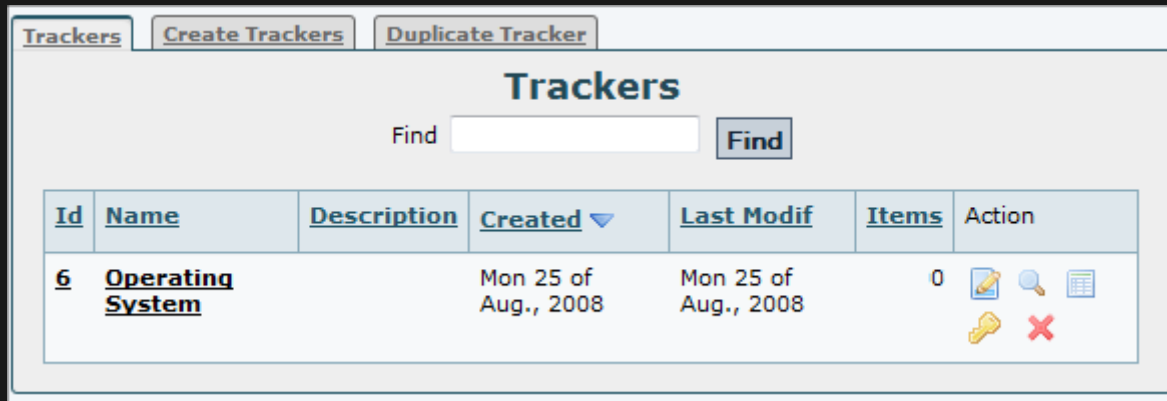 Trackers Create Trackers Duplicate Tracker
Trackers
Find Find
Id Name Description Created Last Modif Items Action
6 Operating System Mon 25 of Aug., 2008 Mon 25 of Aug., 2008 0